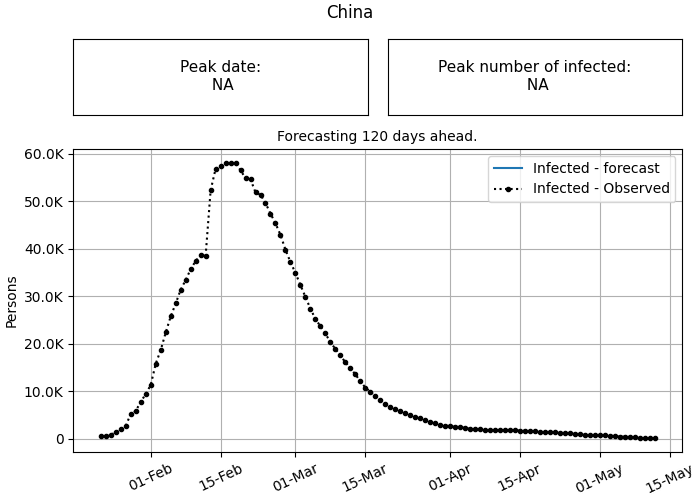 China
Peak date:
NA
Peak number of infected:
NA
Forecasting 120 days ahead.
60.0K
50.0K
40.0K
30.0K
20.0K
10.0K
0
Persons
Infected - forecast
Infected - Observed
01-Feb
15-Feb
01-Mar
15-Mar
01-Apr
15-Apr
01-May
15-May